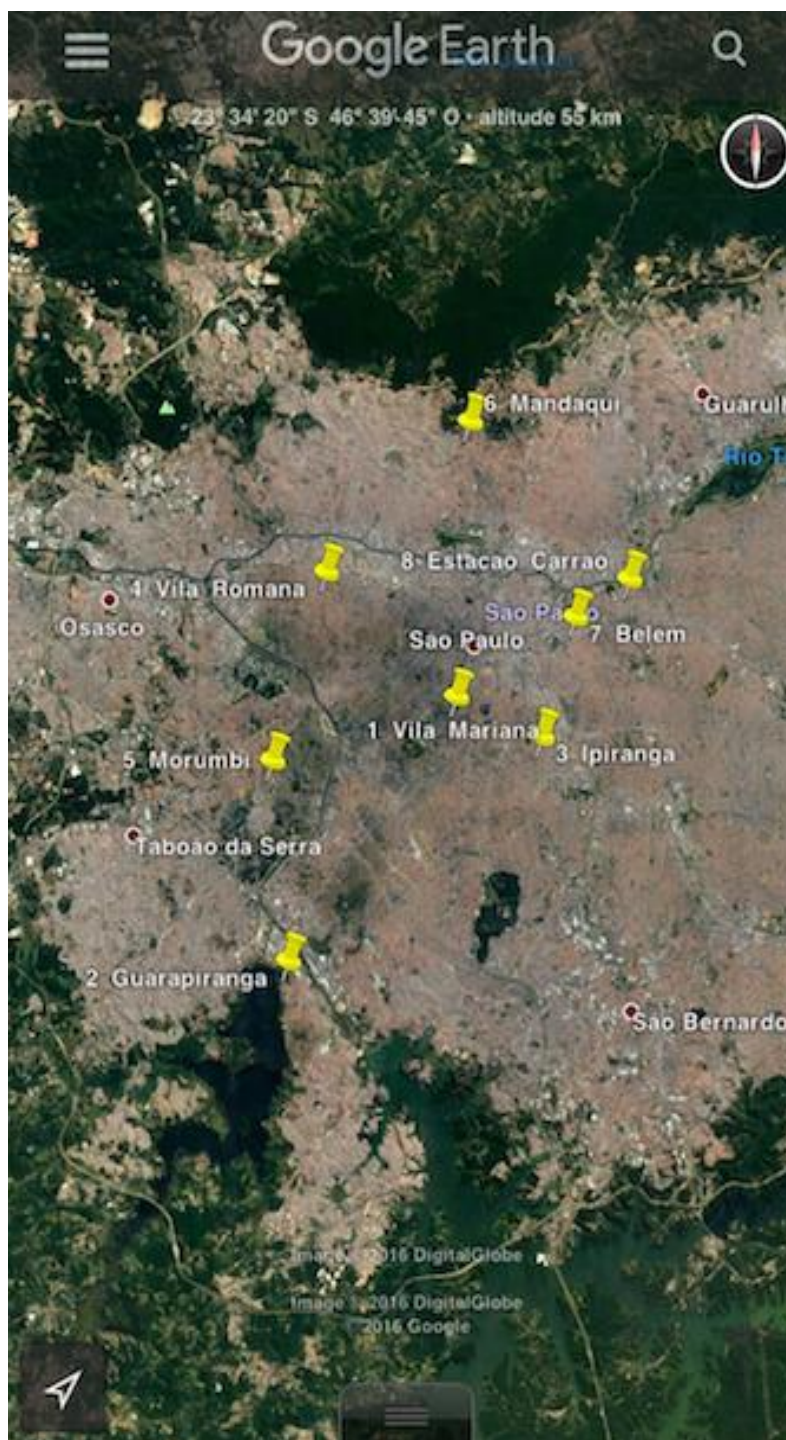 Google Earth
23° 34' 20" S 46° 39' 45" O · altitude 55 km
6 Mandaqui
Guarulh
Rio T
8 Estacao Carrao
4 Vila Romana
Osasco
Sao Paulo
7 Belem
Sao Paulo
1 Vila Mariana
3 Ipiranga
5 Morumbi
Taboao da Serra
2 Guarapiranga
Sao Bernardo
Image © 2016 DigitalGlobe
Image © 2016 DigitalGlobe
© 2016 Google